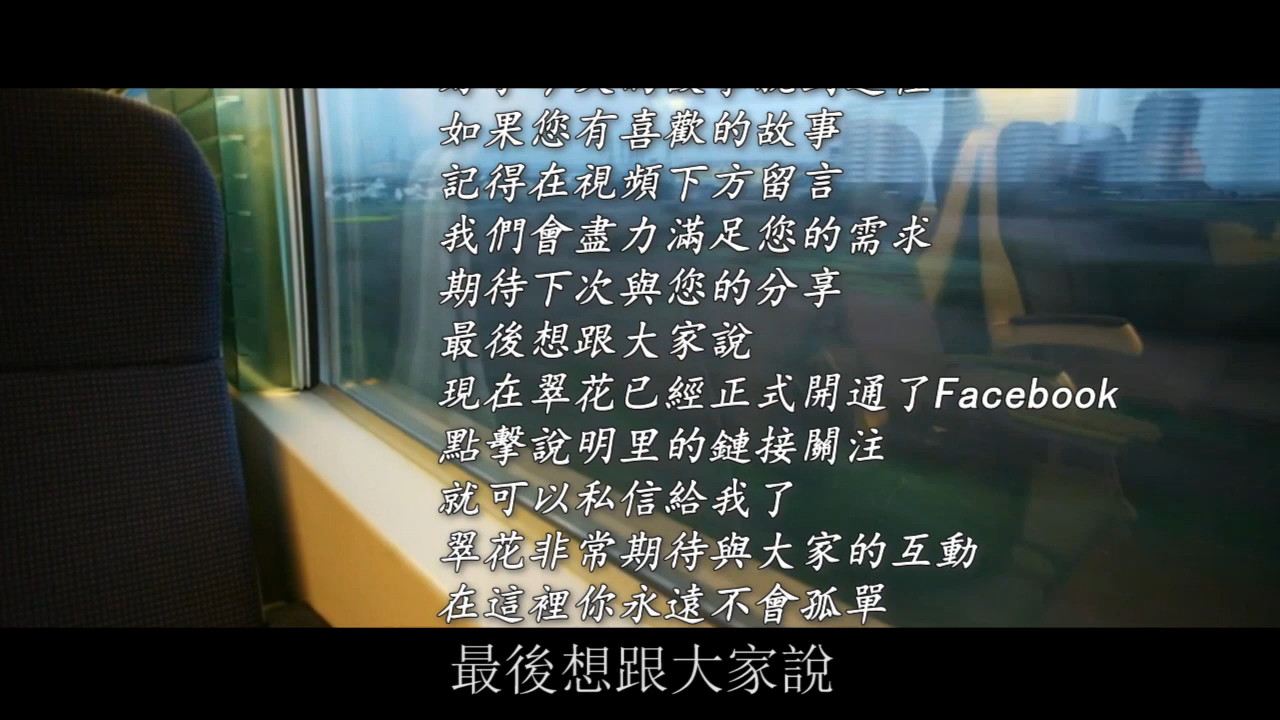 如果您有喜歡的故事
記得在視頻下方留言
我們會盡力滿足您的需求
期待下次與您的分享
最後想跟大家說
現在翠花已經正式開通了Facebook
點擊說明里的鏈接關注
就可以私信給我了
翠花非常期待與大家的互動
在這裡你永遠不會孤單
最後想跟大家說